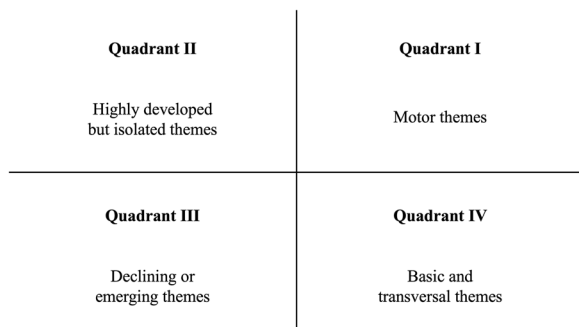 Quadrant II
Highly developed
but isolated themes
Quadrant I
Motor themes
Quadrant III
Declining or
emerging themes
Quadrant IV
Basic and
transversal themes